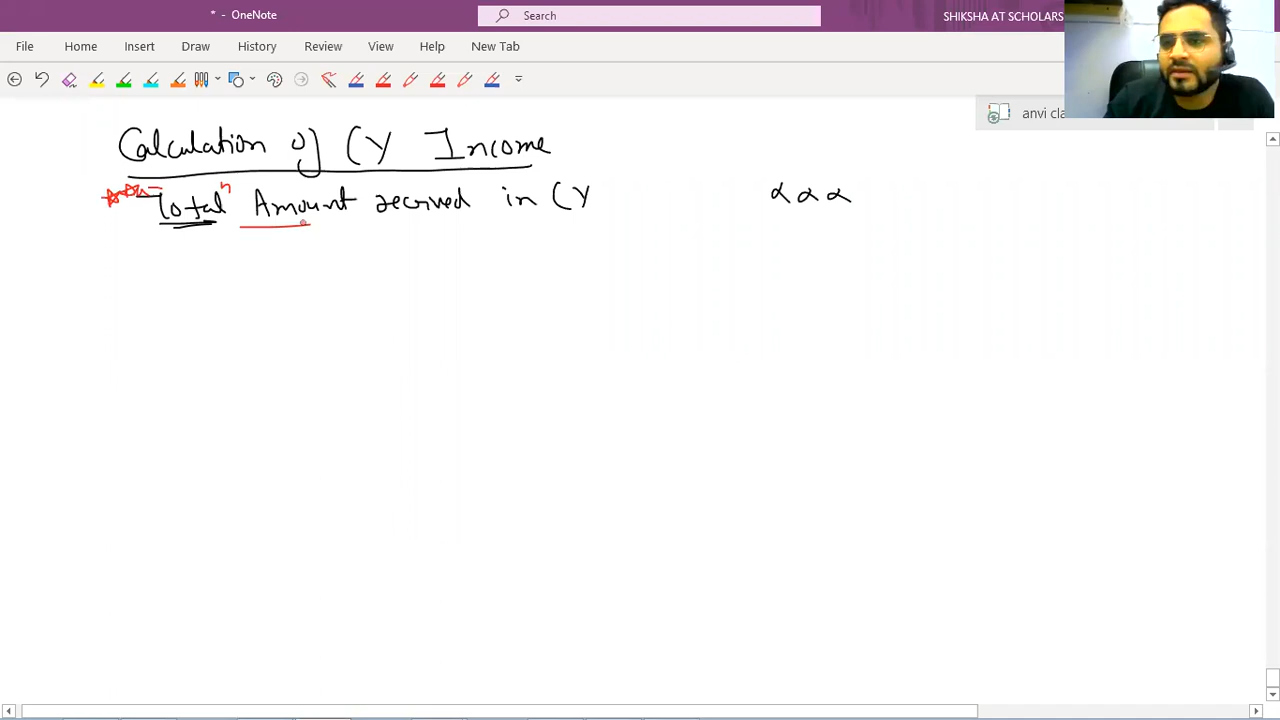 * - OneNote
Search
SHIKSHA AT SCHOLARS
File Home Insert Draw History Review View Help New Tab
anvi cla
Calculation of CY Income
Total Amount received in CY xxx